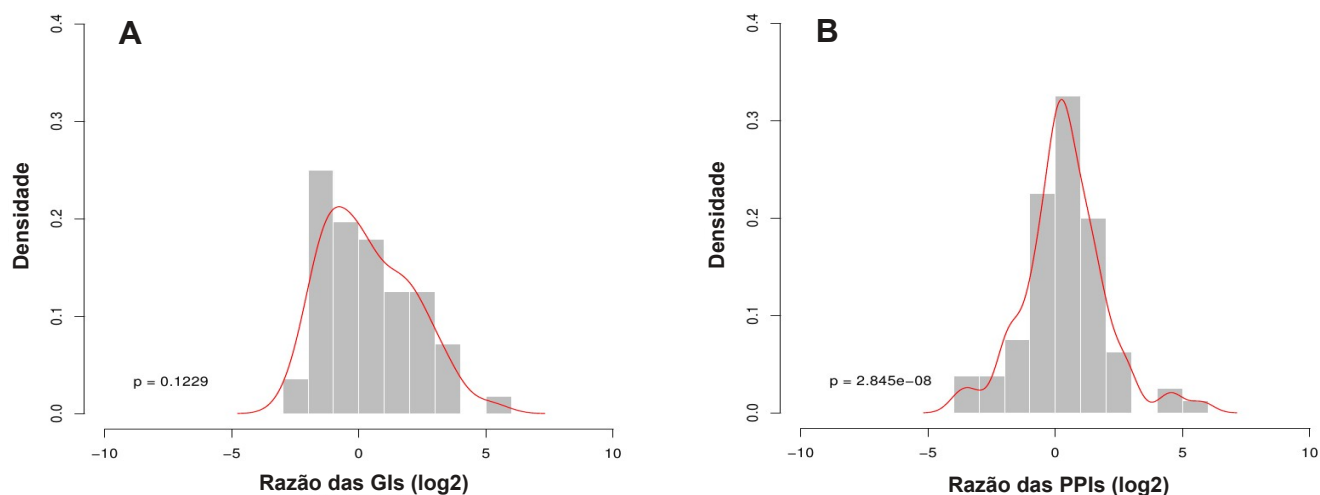 A
0.4
0.3
0.2
0.1
0.0
Densidade
p = 0.1229
−10
−5
0
5
10
Razão das GIs (log2)
B
0.4
0.3
0.2
0.1
0.0
Densidade
p = 2.845e−08
−10
−5
0
5
10
Razão das PPIs (log2)